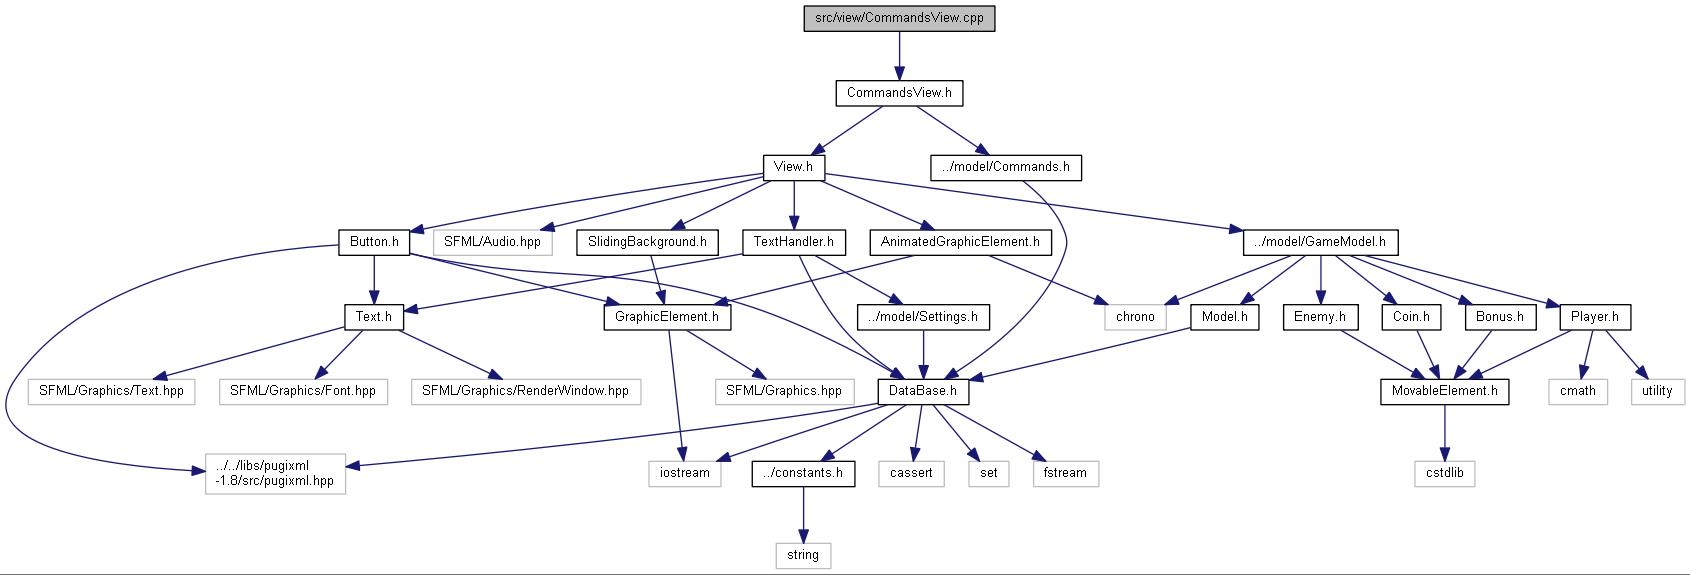 src/view/CommandsView.cpp
CommandsView.h
View.h
../model/Commands.h
Button.h
SFML/Audio.hpp
SlidingBackground.h
TextHandler.h
AnimatedGraphicElement.h
../model/GameModel.h
Text.h
GraphicElement.h
../model/Settings.h
chrono
Model.h
Enemy.h
Coin.h
Bonus.h
Player.h
SFML/Graphics/Text.hpp
SFML/Graphics/Font.hpp
SFML/Graphics/RenderWindow.hpp
SFML/Graphics.hpp
DataBase.h
MovableElement.h
cmath
utility
../../libs/pugixml
-1.8/src/pugixml.hpp
iostream
../constants.h
cassert
set
fstream
cstdlib
string